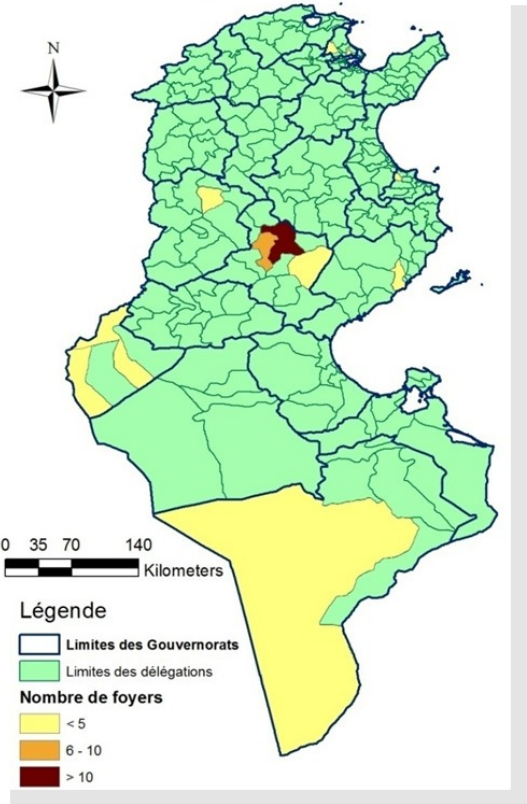 N
0 35 70 140
Kilometers
Légende
Limites des Gouvernorats
Limites des délégations
Nombre de foyers
< 5
6 - 10
> 10